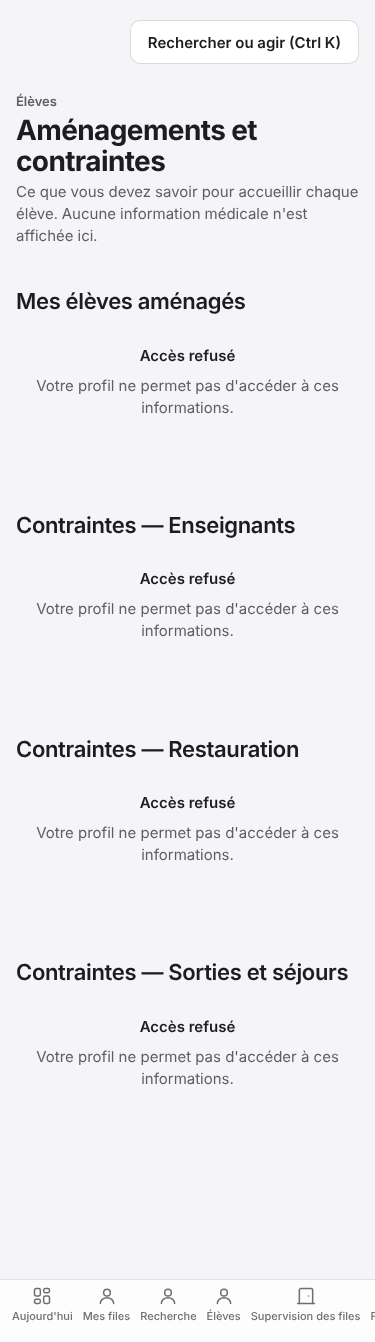 Rechercher ou agir (Ctrl K)
Élèves
Aménagements et
contraintes
Ce que vous devez savoir pour accueillir chaque
élève. Aucune information médicale n'est
affichée ici.
Mes élèves aménagés
Accès refusé
Votre profil ne permet pas d'accéder à ces
informations.
Contraintes — Enseignants
Accès refusé
Votre profil ne permet pas d'accéder à ces
informations.
Contraintes — Restauration
Accès refusé
Votre profil ne permet pas d'accéder à ces
informations.
Contraintes — Sorties et séjours
Accès refusé
Votre profil ne permet pas d'accéder à ces
informations.
Aujourd'hui Mes files Recherche Élèves Supervision des files